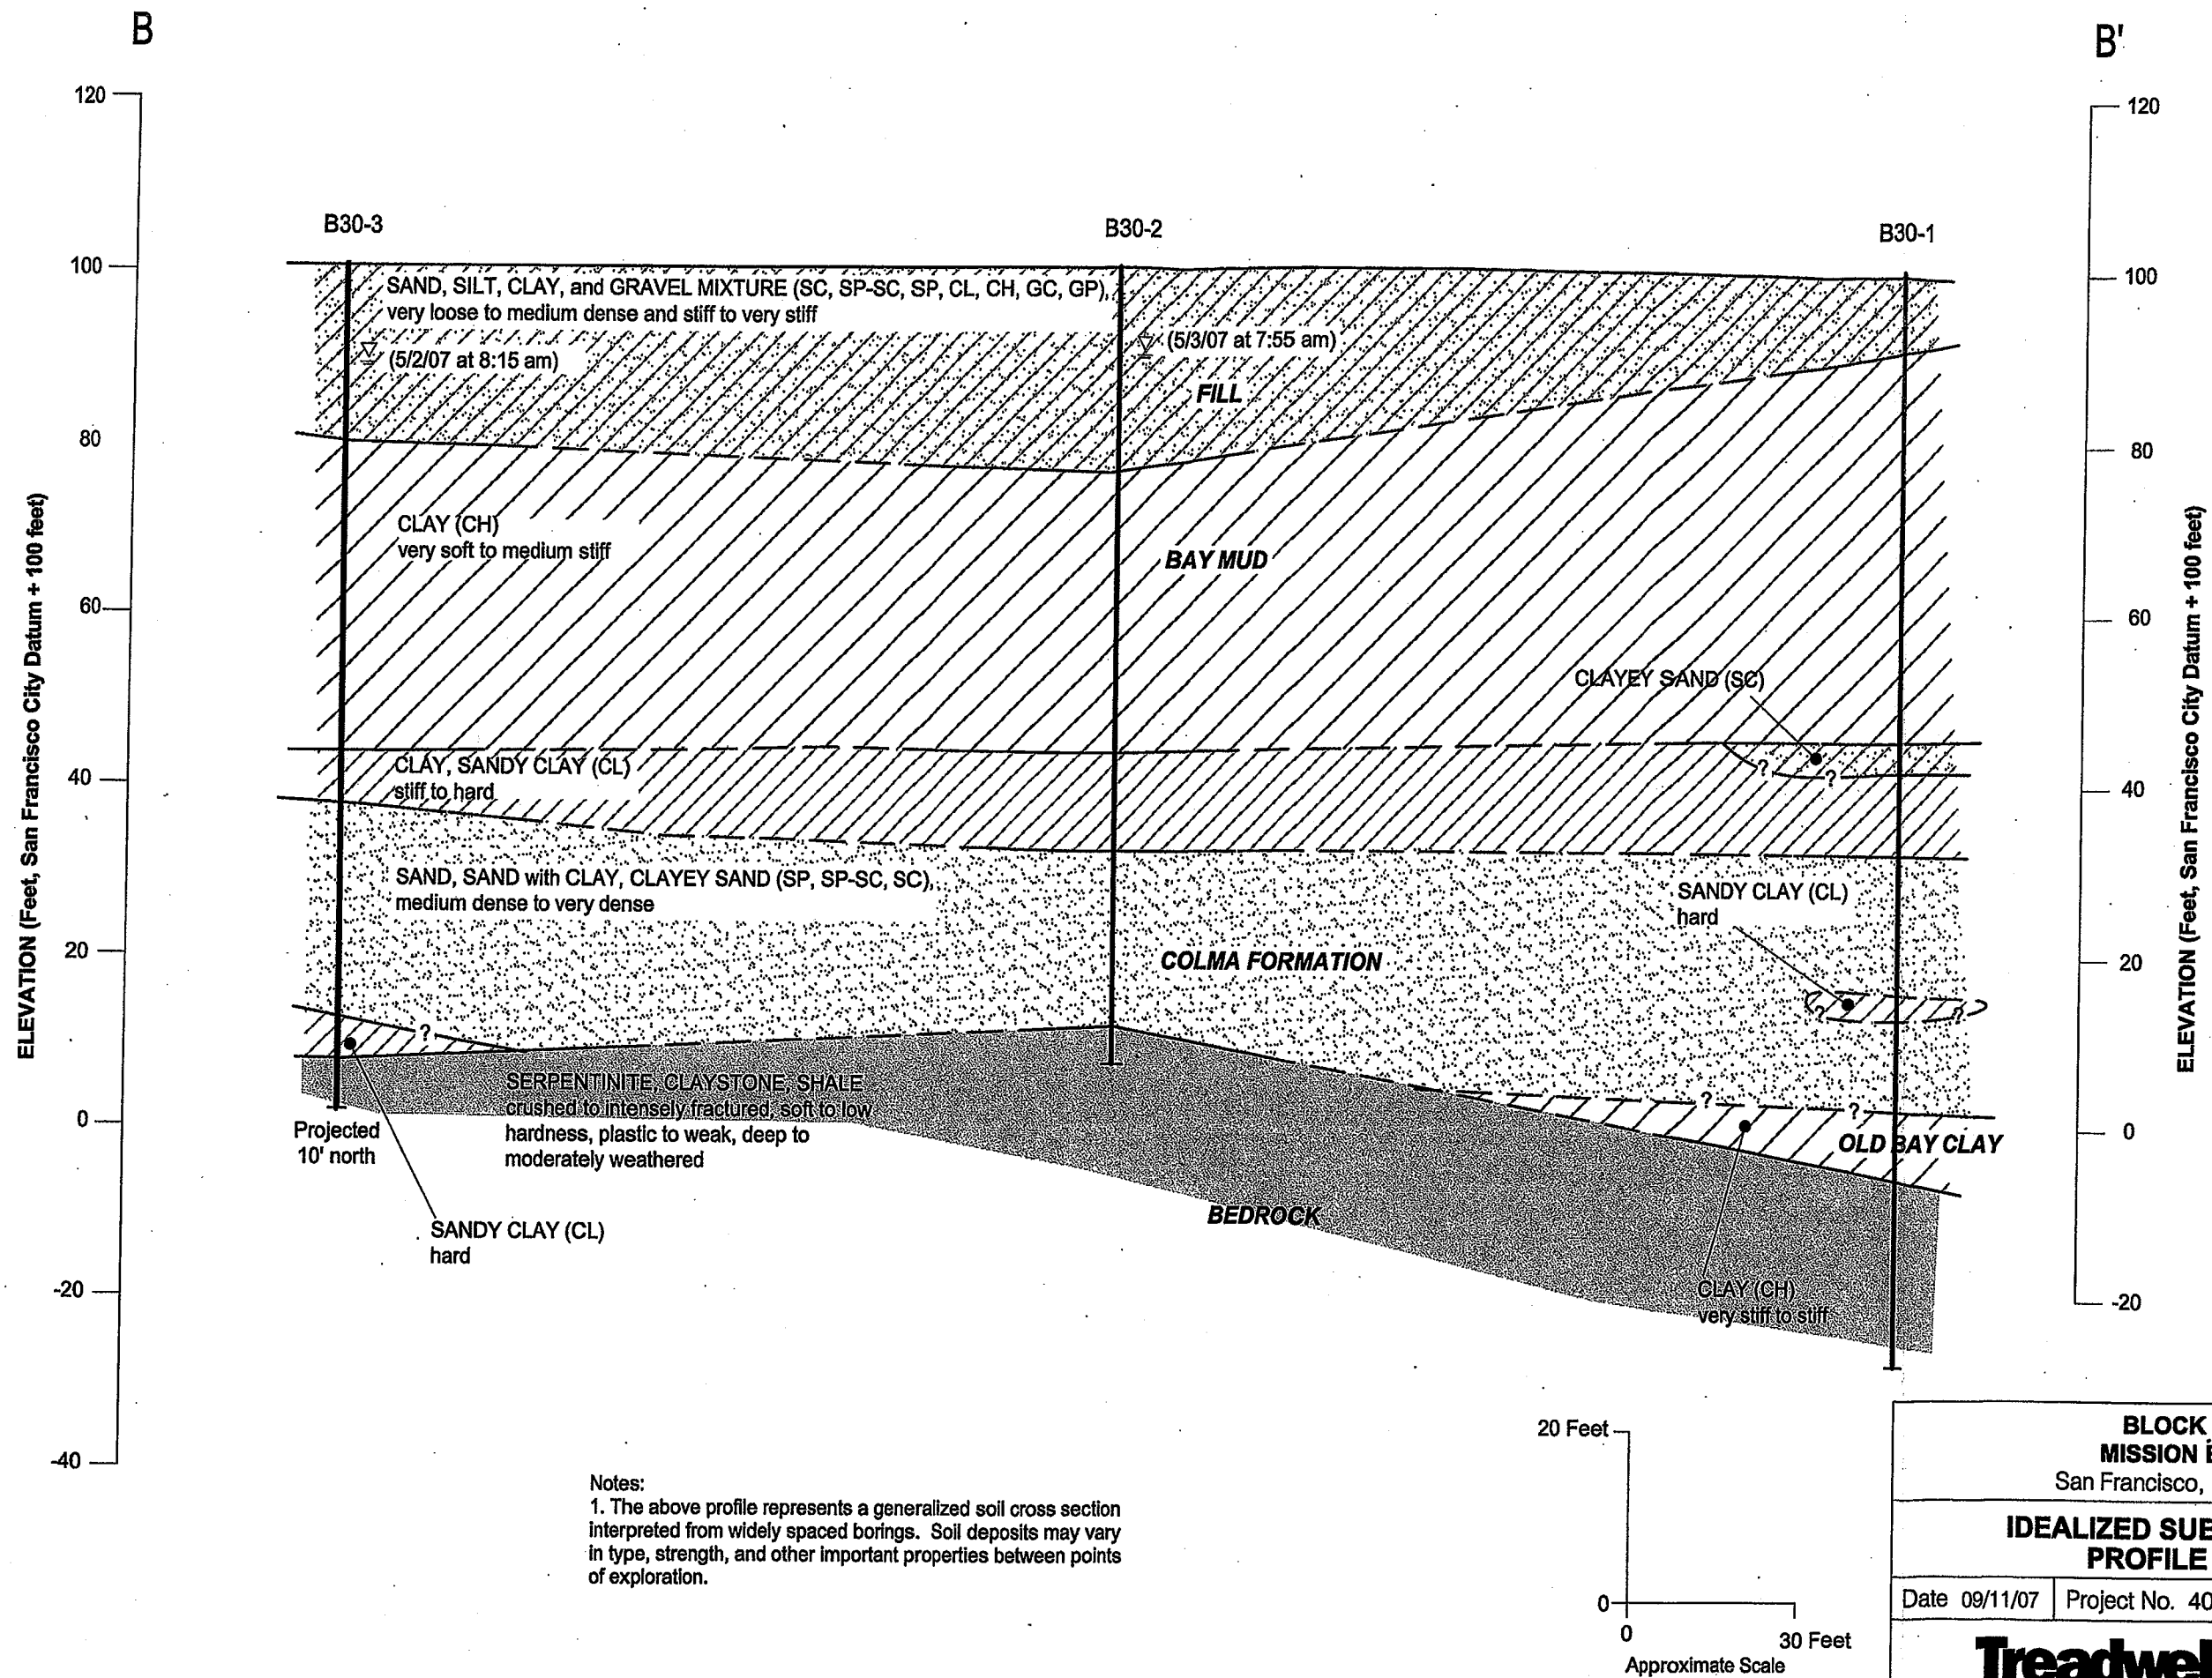 B
B'
120
100
80
60
40
20
0
-20
-40
ELEVATION (Feet, San Francisco City Datum + 100 feet)
B30-3
B30-2
B30-1
SAND, SILT, CLAY, and GRAVEL MIXTURE (SC, SP-SC, SP, CL, CH, GC, GP),
very loose to medium dense and stiff to very stiff
(5/2/07 at 8:15 am)
(5/3/07 at 7:55 am)
FILL
CLAY (CH)
very soft to medium stiff
BAY MUD
CLAYEY SAND (SC)
?
?
CLAY, SANDY CLAY (CL)
stiff to hard
SAND, SAND with CLAY, CLAYEY SAND (SP, SP-SC, SC),
medium dense to very dense
COLMA FORMATION
SANDY CLAY (CL)
hard
?
?
?
SERPENTINITE, CLAYSTONE, SHALE
crushed to intensely fractured, soft to low
hardness, plastic to weak, deep to
moderately weathered
?
?
OLD BAY CLAY
Projected
10' north
SANDY CLAY (CL)
hard
BEDROCK
CLAY (CH)
very stiff to stiff
120
100
80
60
40
20
0
-20
ELEVATION (Feet, San Francisco City Datum + 100 feet)
Notes:
1. The above profile represents a generalized soil cross section
interpreted from widely spaced borings. Soil deposits may vary
in type, strength, and other important properties between points
of exploration.
20 Feet
0
0
30 Feet
Approximate Scale
BLOCK
MISSION
San Francisco,
IDEALIZED SUB
PROFILE
Date 09/11/07
Project No. 40
Treadwel